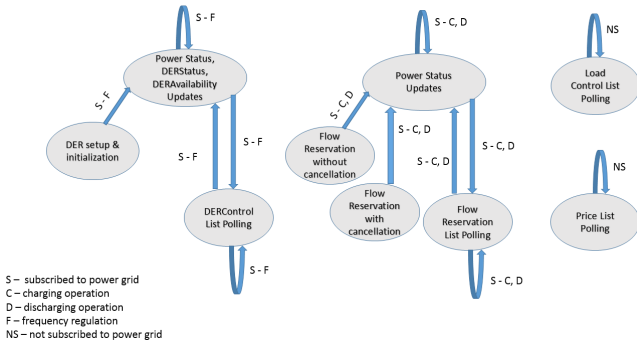 S - F
Power Status,
DERStatus,
DERAvailability
Updates
S - F
DER setup &
initialization
S - F
S - F
DERControl
List Polling
S - F
S - C, D
Power Status
Updates
S - C, D
Flow
Reservation
without
cancellation
S - C, D
S - C, D
S - C, D
Flow
Reservation
with
cancellation
Flow
Reservation
List Polling
S - C, D
NS
Load
Control List
Polling
NS
Price List
Polling
S – subscribed to power grid
C – charging operation
D – discharging operation
F – frequency regulation
NS – not subscribed to power grid